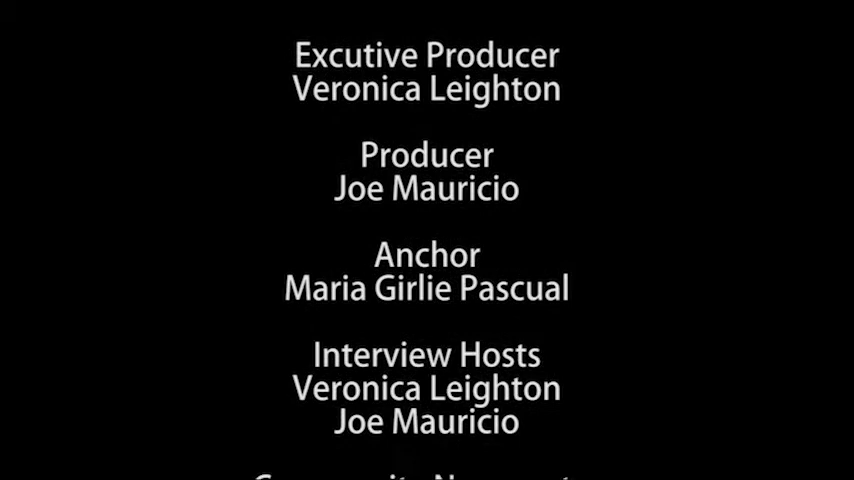 Excutive Producer
Veronica Leighton
Producer
Joe Mauricio
Anchor
Maria Girlie Pascual
Interview Hosts
Veronica Leighton
Joe Mauricio